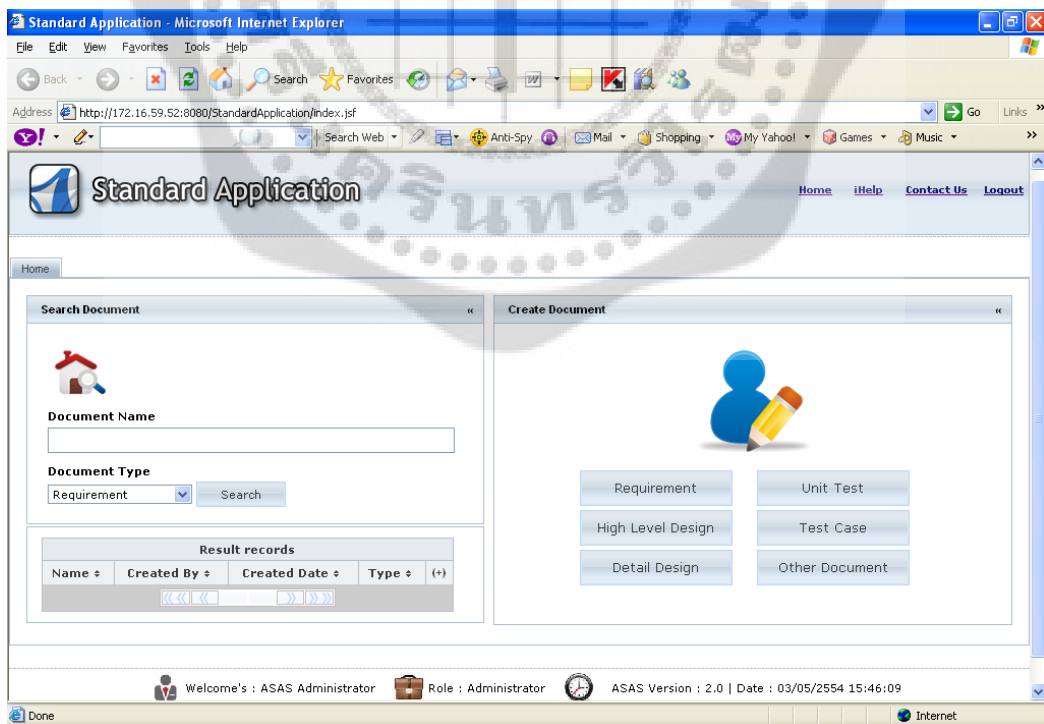 Standard Application - Microsoft Internet Explorer
File Edit View Favorites Tools Help
Back Search Favorites
Address http://172.16.59.52:8080/StandardApplication/index.jsf Go Links »
Y! Search Web Anti-Spy Mail Shopping My Yahoo! Games Music »
Standard Application
Home iHelp Contact Us Logout
Home
Search Document «
Document Name
Document Type
Requirement Search
Result records
Name Created By Created Date Type (+)
Create Document «
Requirement Unit Test
High Level Design Test Case
Detail Design Other Document
Welcome's : ASAS Administrator Role : Administrator ASAS Version : 2.0 | Date : 03/05/2554 15:46:09
Done Internet